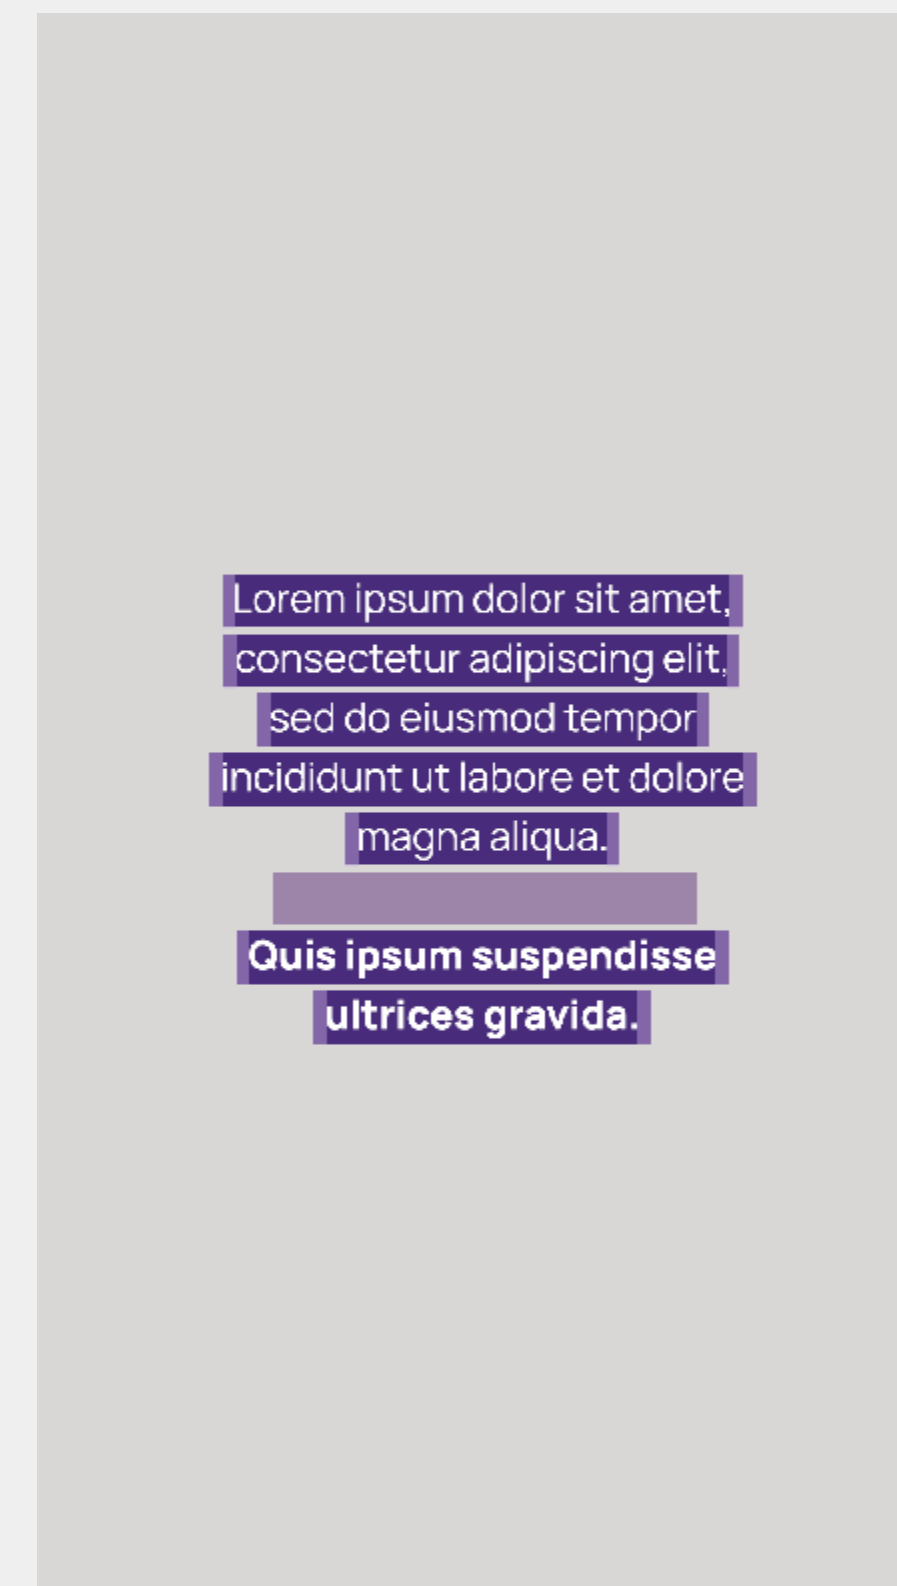 Lorem ipsum dolor sit amet,
consectetur adipiscing elit,
sed do eiusmod tempor
incididunt ut labore et dolore
magna aliqua.
Quis ipsum suspendisse
ultrices gravida.